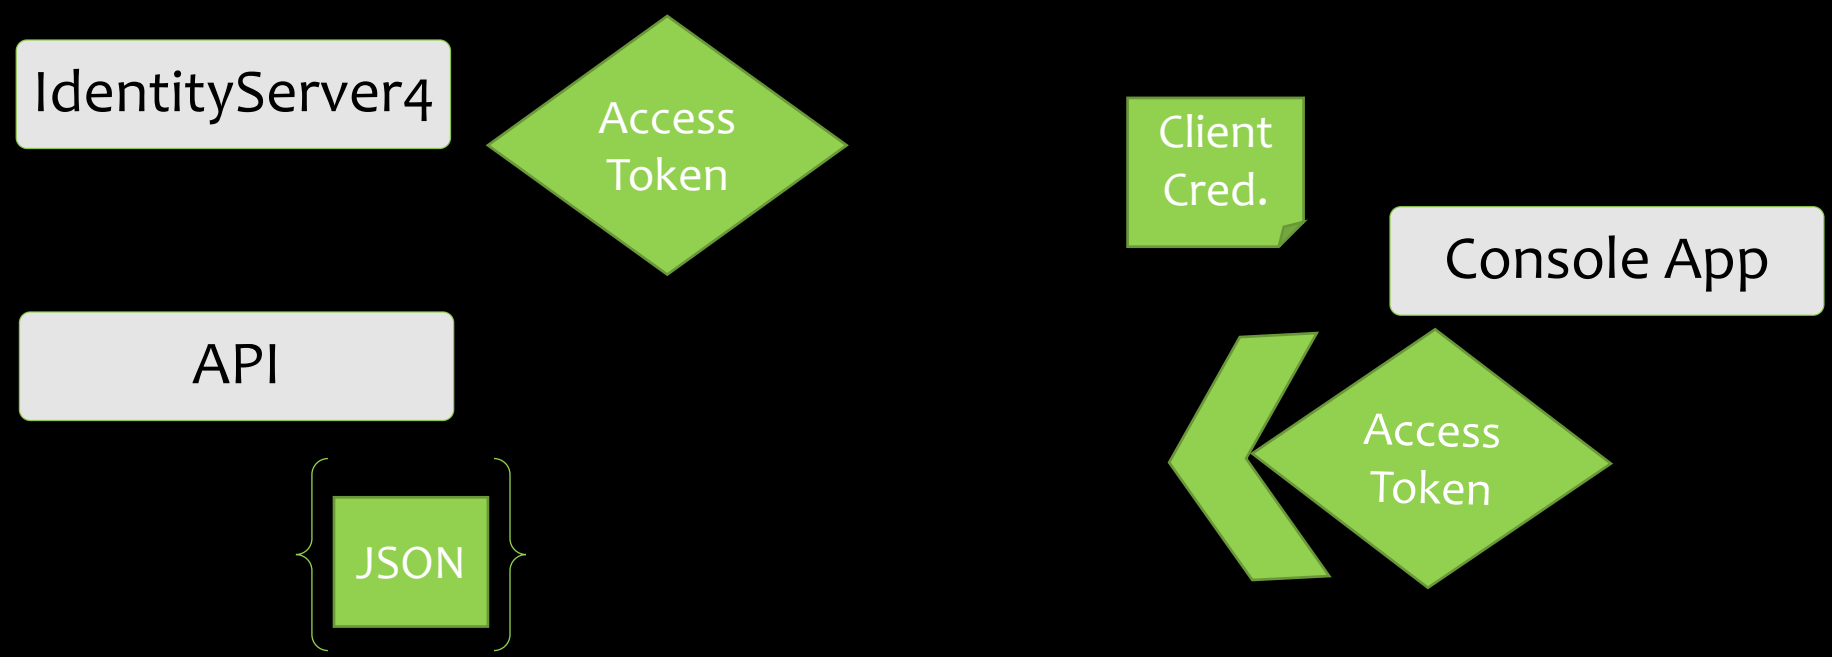 IdentityServer4
Access
Token
Client
Cred.
Console App
API
Access
Token
JSON